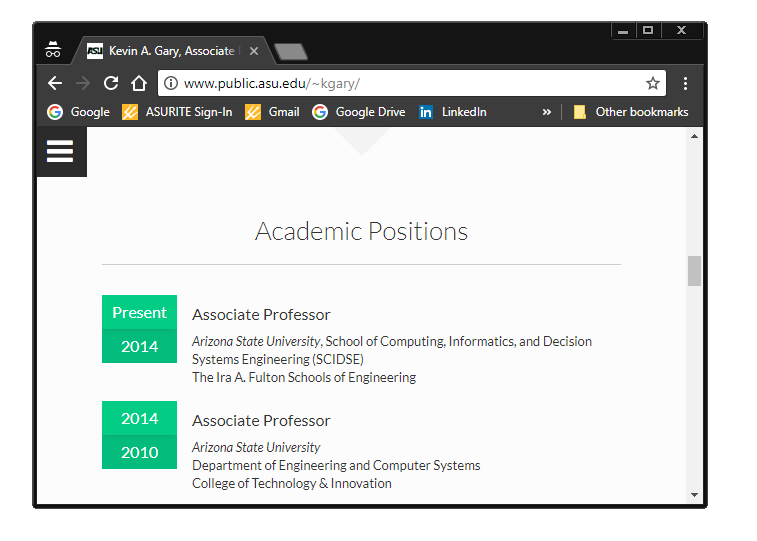 ASU Kevin A. Gary, Associate
www.public.asu.edu/~kgary/
Google ASURITE Sign-In Gmail Google Drive in LinkedIn » Other bookmarks
Academic Positions
Present
2014
Associate Professor
Arizona State University, School of Computing, Informatics, and Decision
Systems Engineering (SCIDSE)
The Ira A. Fulton Schools of Engineering
2014
2010
Associate Professor
Arizona State University
Department of Engineering and Computer Systems
College of Technology & Innovation